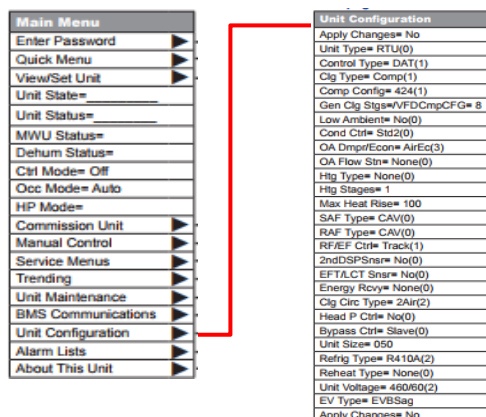 Main Menu
Enter Password
Quick Menu
View/Set Unit
Unit State=_________
Unit Status=_________
MWU Status=
Dehum Status=
Ctrl Mode= Off
Occ Mode= Auto
HP Mode=
Commission Unit
Manual Control
Service Menus
Trending
Unit Maintenance
BMS Communications
Unit Configuration
Alarm Lists
About This Unit
Unit Configuration
Apply Changes= No
Unit Type= RTU(0)
Control Type= DAT(1)
Clg Type= Comp(1)
Comp Config= 424(1)
Gen Clg Stgs=/VFDCmpCFG= 8
Low Ambient= No(0)
Cond Ctrl= Std2(0)
OA Dmpr/Econ= AirEc(3)
OA Flow Stn= None(0)
Htg Type= None(0)
Htg Stages= 1
Max Heat Rise= 100
SAF Type= CAV(0)
RAF Type= CAV(0)
RF/EF Ctrl= Track(1)
2ndDSPSnsr= No(0)
EFT/LCT Snsr= No(0)
Energy Rcvy= None(0)
Clg Circ Type= 2Air(2)
Head P Ctrl= No(0)
Bypass Ctrl= Slave(0)
Unit Size= 050
Refrig Type= R410A(2)
Reheat Type= None(0)
Unit Voltage= 460/60(2)
EV Type= EVBSag
Apply Changes= No